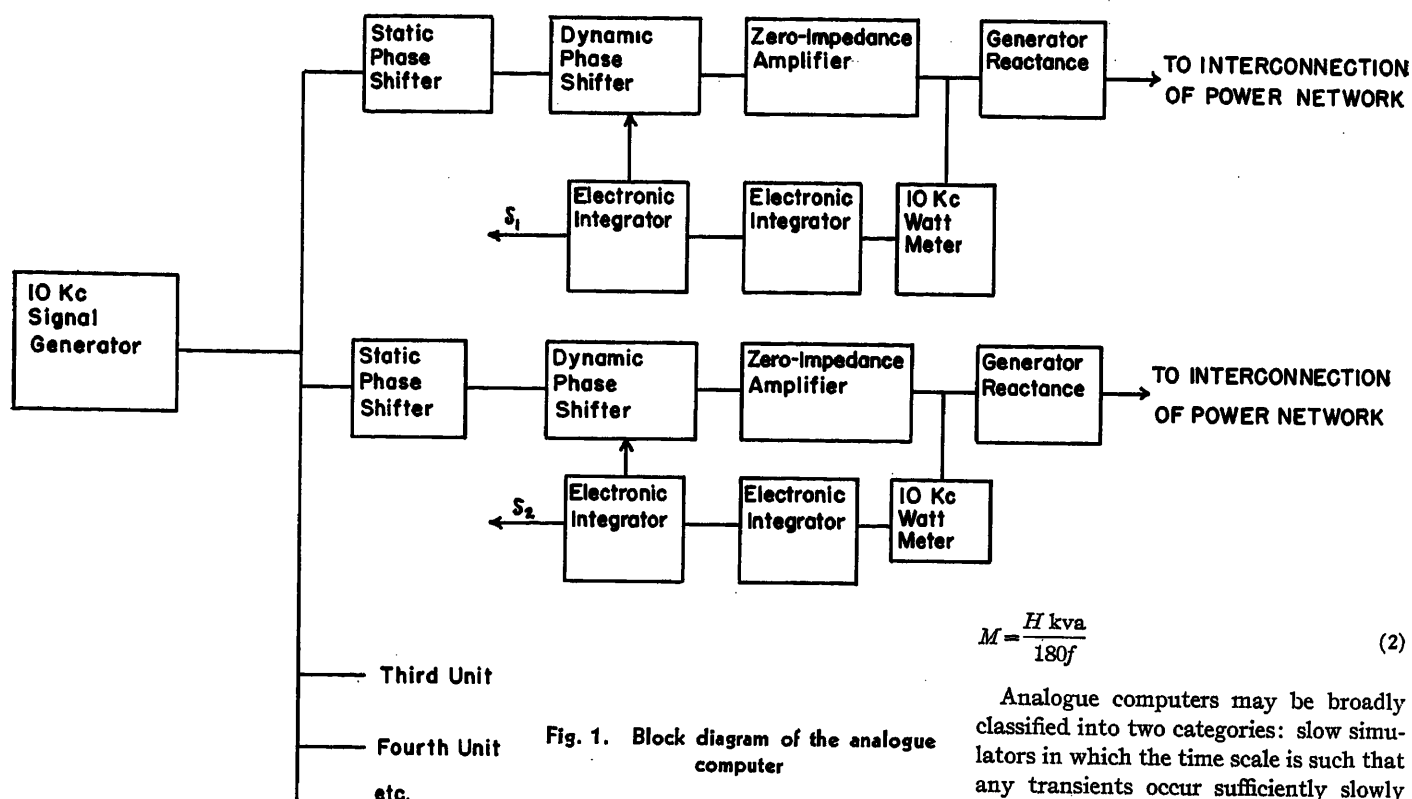 Static
Phase
Shifter
Dynamic
Phase
Shifter
Zero-Impedance
Amplifier
Generator
Reactance
TO INTERCONNECTION
OF POWER NETWORK
Electronic
Integrator
Electronic
Integrator
10 Kc
Watt
Meter
δ₁
10 Kc
Signal
Generator
Static
Phase
Shifter
Dynamic
Phase
Shifter
Zero-Impedance
Amplifier
Generator
Reactance
TO INTERCONNECTION
OF POWER NETWORK
Electronic
Integrator
Electronic
Integrator
10 Kc
Watt
Meter
δ₂
Third Unit
Fourth Unit
etc.
Fig. 1. Block diagram of the analogue
computer
M = H kva / 180f (2)
Analogue computers may be broadly
classified into two categories: slow simu-
lators in which the time scale is such that
any transients occur sufficiently slowly